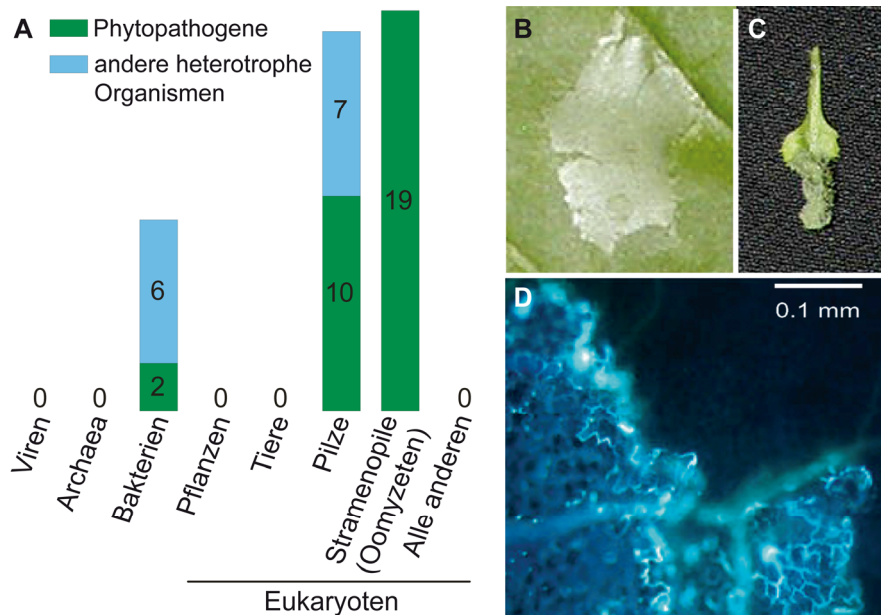 A
Phytopathogene
andere heterotrophe
Organismen
6
2
7
10
19
0
0
0
0
0
Viren
Archaea
Bakterien
Pflanzen
Tiere
Pilze
Stramenopile
(Oomyzeten)
Alle anderen
Eukaryoten
B
C
D
0.1 mm